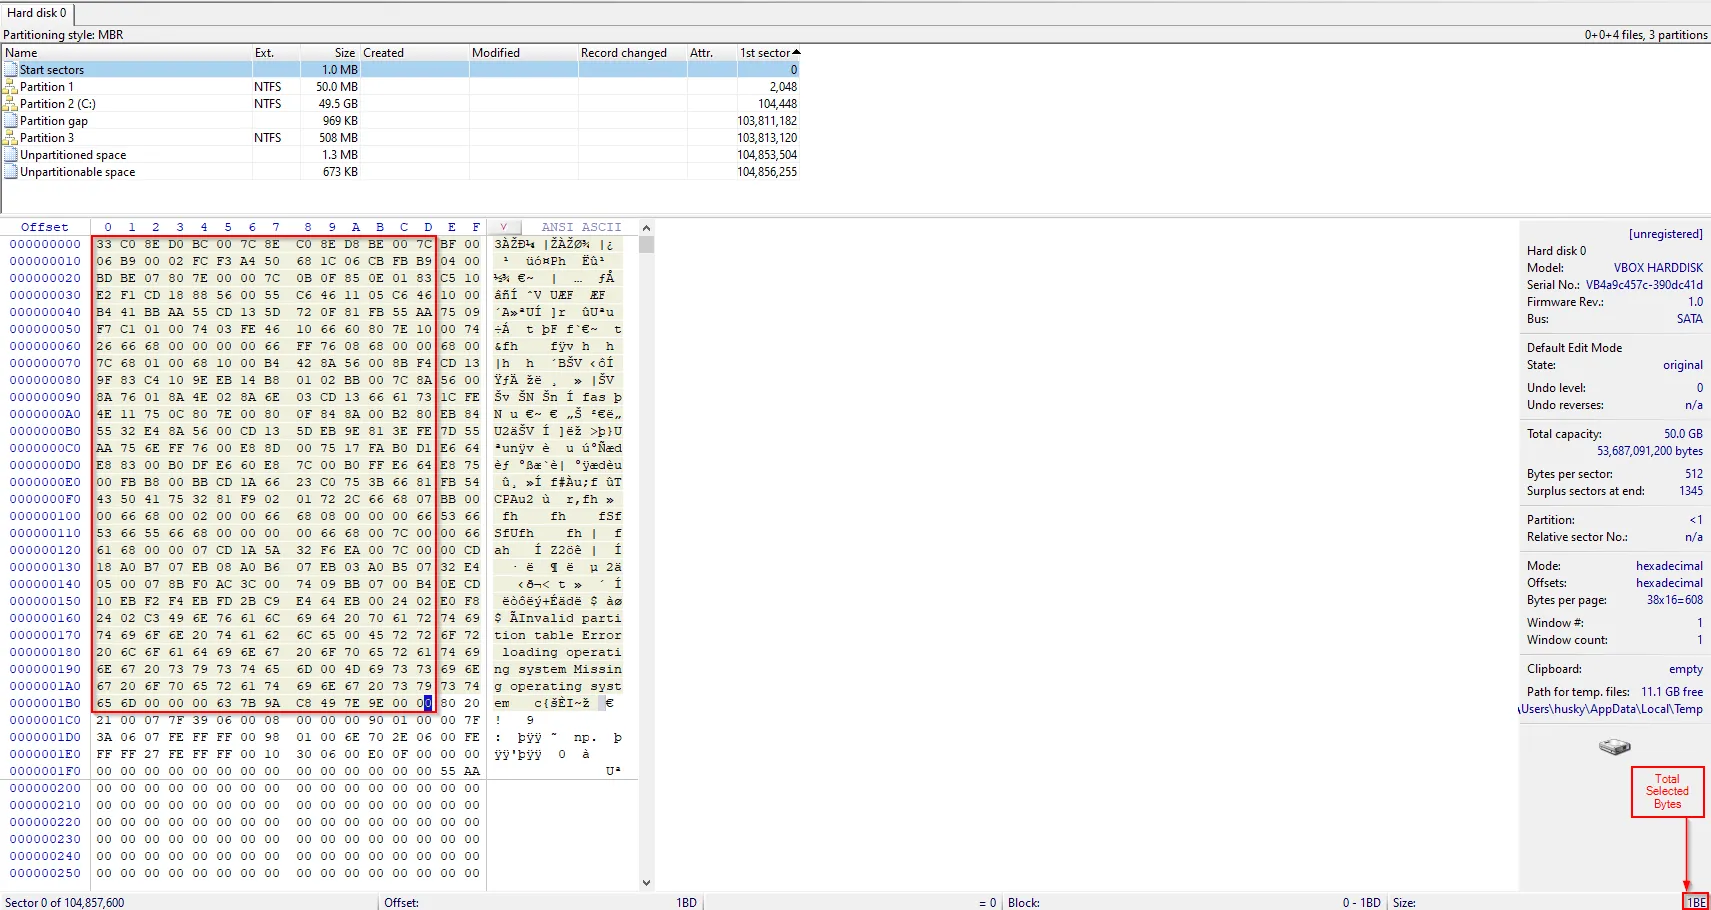 Hard disk 0
Partitioning style: MBR 0+0+4 files, 3 partitions
Name Ext. Size Created Modified Record changed Attr. 1st sector
Start sectors 1.0 MB 0
Partition 1 NTFS 50.0 MB 2,048
Partition 2 (C:) NTFS 49.5 GB 104,448
Partition gap 969 KB 103,811,182
Partition 3 NTFS 508 MB 103,813,120
Unpartitioned space 1.3 MB 104,853,504
Unpartitionable space 673 KB 104,856,255
Offset 0 1 2 3 4 5 6 7 8 9 A B C D E F V ANSI ASCII
000000000 33 C0 8E D0 BC 00 7C 8E C0 8E D8 BE 00 7C BF 00 3ÀŽÐ¼ |ŽÀŽØ¾ |¿
000000010 06 B9 00 02 FC F3 A4 50 68 1C 06 CB FB B9 04 00 ¹ üó¤Ph Ëû¹
000000020 BD BE 07 80 7E 00 00 7C 0B 0F 85 0E 01 83 C5 10 ½¾ €~ | … ƒÅ
000000030 E2 F1 CD 18 88 56 00 55 C6 46 11 05 C6 46 10 00 âñÍ ˆV UÆF ÆF
000000040 B4 41 BB AA 55 CD 13 5D 72 0F 81 FB 55 AA 75 09 ´A»ªUÍ ]r ûUªu
000000050 F7 C1 01 00 74 03 FE 46 10 66 60 80 7E 10 00 74 ÷Á t þF f`€~ t
000000060 26 66 68 00 00 00 00 66 FF 76 08 68 00 00 68 00 &fh fÿv h h
000000070 7C 68 01 00 68 10 00 B4 42 8A 56 00 8B F4 CD 13 |h h ´BŠV ‹ôÍ
000000080 9F 83 C4 10 9E EB 14 B8 01 02 BB 00 7C 8A 56 00 ŸƒÄ žë ¸ » |ŠV
000000090 8A 76 01 8A 4E 02 8A 6E 03 CD 13 66 61 73 1C FE Šv ŠN Šn Í fas þ
0000000A0 4E 11 75 0C 80 7E 00 80 0F 84 8A 00 B2 80 EB 84 N u €~ € „Š ²€ë„
0000000B0 55 32 E4 8A 56 00 CD 13 5D EB 9E 81 3E FE 7D 55 U2äŠV Í ]ëž >þ}U
0000000C0 AA 75 6E FF 76 00 E8 8D 00 75 17 FA B0 D1 E6 64 ªunÿv è u ú°Ñæd
0000000D0 E8 83 00 B0 DF E6 60 E8 7C 00 B0 FF E6 64 E8 75 èƒ °ßæ`è| °ÿædèu
0000000E0 00 FB B8 00 BB CD 1A 66 23 C0 75 3B 66 81 FB 54 û¸ »Í f#Àu;f ûT
0000000F0 43 50 41 75 32 81 F9 02 01 72 2C 66 68 07 BB 00 CPAu2 ù r,fh »
000000100 00 66 68 00 02 00 00 66 68 08 00 00 00 66 53 66 fh fh fSf
000000110 53 66 55 66 68 00 00 00 00 66 68 00 7C 00 00 66 SfUfh fh | f
000000120 61 68 00 00 07 CD 1A 5A 32 F6 EA 00 7C 00 00 CD ah Í Z2öê | Í
000000130 18 A0 B7 07 EB 08 A0 B6 07 EB 03 A0 B5 07 32 E4 · ë ¶ ë µ 2ä
000000140 05 00 07 8B F0 AC 3C 00 74 09 BB 07 00 B4 0E CD ‹ð¬< t » ´ Í
000000150 10 EB F2 F4 EB FD 2B C9 E4 64 EB 00 24 02 E0 F8 ëòôëý+Éädë $ àø
000000160 24 02 C3 49 6E 76 61 6C 69 64 20 70 61 72 74 69 $ ÃInvalid parti
000000170 74 69 6F 6E 20 74 61 62 6C 65 00 45 72 72 6F 72 tion table Error
000000180 20 6C 6F 61 64 69 6E 67 20 6F 70 65 72 61 74 69 loading operati
000000190 6E 67 20 73 79 73 74 65 6D 00 4D 69 73 73 69 6E ng system Missin
0000001A0 67 20 6F 70 65 72 61 74 69 6E 67 20 73 79 73 74 g operating syst
0000001B0 65 6D 00 00 00 63 7B 9A C8 49 7E 9E 00 00 80 20 em c{šÈI~ž €
0000001C0 21 00 07 7F 39 06 00 08 00 00 00 90 01 00 00 7F ! 9
0000001D0 3A 06 07 FE FF FF 00 98 01 00 6E 70 2E 06 00 FE : þÿÿ ˜ np. þ
0000001E0 FF FF 27 FE FF FF 00 10 30 06 00 E0 0F 00 00 00 ÿÿ'þÿÿ 0 à
0000001F0 00 00 00 00 00 00 00 00 00 00 00 00 00 00 55 AA Uª
000000200 00 00 00 00 00 00 00 00 00 00 00 00 00 00 00 00
000000210 00 00 00 00 00 00 00 00 00 00 00 00 00 00 00 00
000000220 00 00 00 00 00 00 00 00 00 00 00 00 00 00 00 00
000000230 00 00 00 00 00 00 00 00 00 00 00 00 00 00 00 00
000000240 00 00 00 00 00 00 00 00 00 00 00 00 00 00 00 00
000000250 00 00 00 00 00 00 00 00 00 00 00 00 00 00 00 00
[unregistered]
Hard disk 0
Model: VBOX HARDDISK
Serial No.: VB4a9c457c-390dc41d
Firmware Rev.: 1.0
Bus: SATA
Default Edit Mode
State: original
Undo level: 0
Undo reverses: n/a
Total capacity: 50.0 GB
53,687,091,200 bytes
Bytes per sector: 512
Surplus sectors at end: 1345
Partition: <1
Relative sector No.: n/a
Mode: hexadecimal
Offsets: hexadecimal
Bytes per page: 38x16=608
Window #: 1
Window count: 1
Clipboard: empty
Path for temp. files: 11.1 GB free
\Users\husky\AppData\Local\Temp
Total
Selected
Bytes
Sector 0 of 104,857,600 Offset: 1BD = 0 Block: 0 - 1BD Size: 1BE